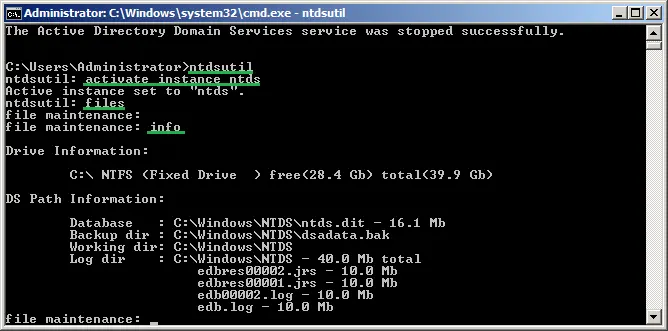 Administrator: C:\Windows\system32\cmd.exe - ntdsutil
The Active Directory Domain Services service was stopped successfully.
C:\Users\Administrator>ntdsutil
ntdsutil: activate instance ntds
Active instance set to "ntds".
ntdsutil: files
file maintenance:
file maintenance: info
Drive Information:
C:\ NTFS (Fixed Drive  ) free(28.4 Gb) total(39.9 Gb)
DS Path Information:
Database   : C:\Windows\NTDS\ntds.dit - 16.1 Mb
Backup dir : C:\Windows\NTDS\dsadata.bak
Working dir: C:\Windows\NTDS
Log dir    : C:\Windows\NTDS - 40.0 Mb total
edbres00002.jrs - 10.0 Mb
edbres00001.jrs - 10.0 Mb
edb00002.log - 10.0 Mb
edb.log - 10.0 Mb
file maintenance: _